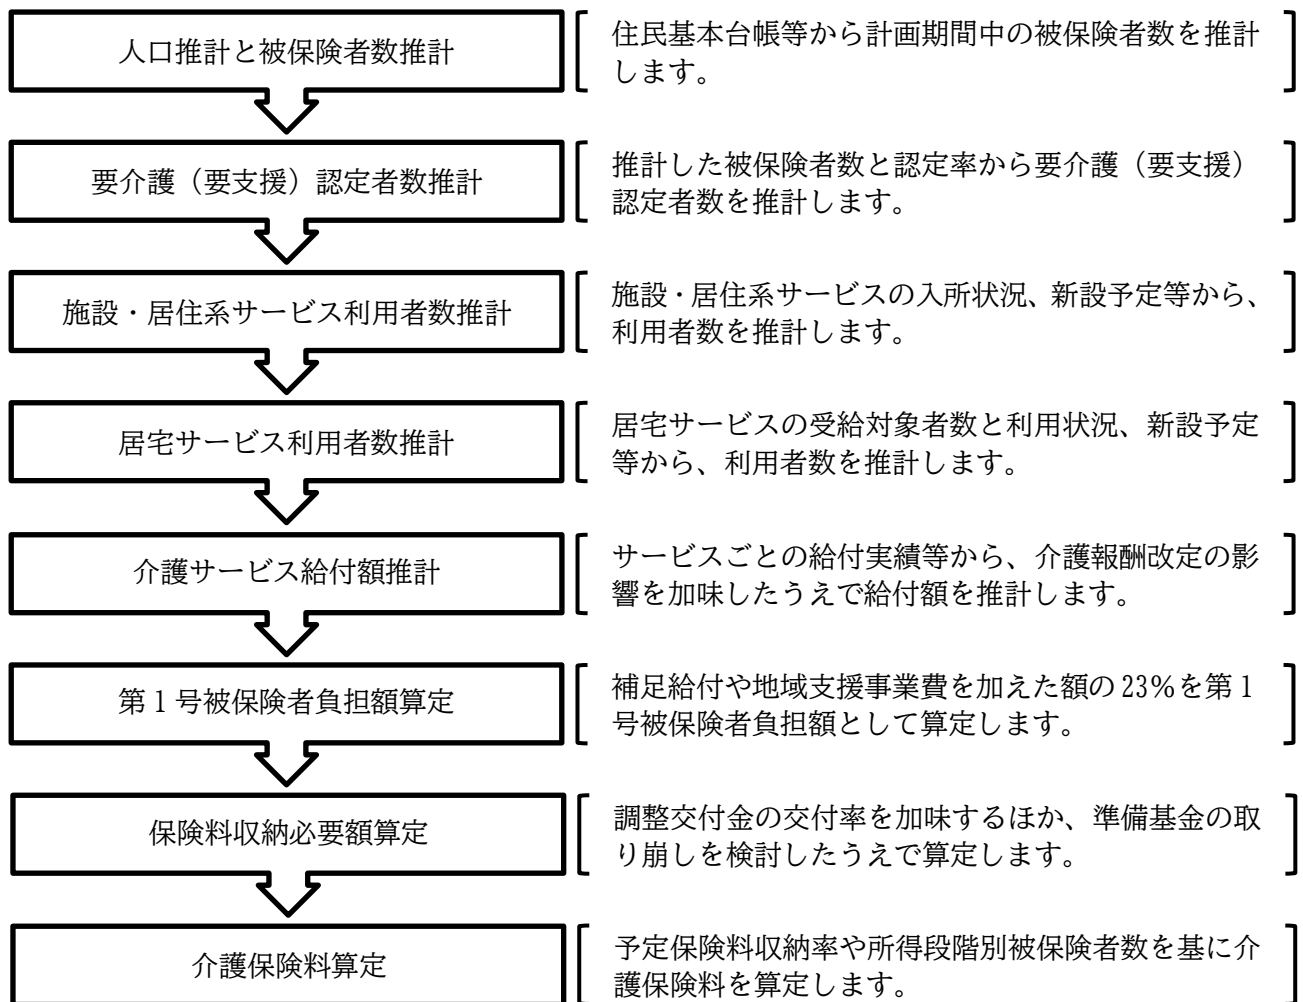 人口推計と被保険者数推計
住民基本台帳等から計画期間中の被保険者数を推計
します。
要介護（要支援）認定者数推計
推計した被保険者数と認定率から要介護（要支援）
認定者数を推計します。
施設・居住系サービス利用者数推計
施設・居住系サービスの入所状況、新設予定等から、
利用者数を推計します。
居宅サービス利用者数推計
居宅サービスの受給対象者数と利用状況、新設予定
等から、利用者数を推計します。
介護サービス給付額推計
サービスごとの給付実績等から、介護報酬改定の影
響を加味したうえで給付額を推計します。
第１号被保険者負担額算定
補足給付や地域支援事業費を加えた額の23％を第１
号被保険者負担額として算定します。
保険料収納必要額算定
調整交付金の交付率を加味するほか、準備基金の取
り崩しを検討したうえで算定します。
介護保険料算定
予定保険料収納率や所得段階別被保険者数を基に介
護保険料を算定します。